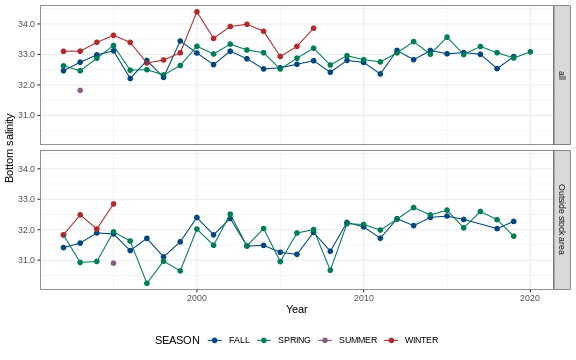 34.0
33.0
32.0
31.0
all
34.0
33.0
32.0
31.0
Outside stock area
Bottom salinity
2000
2010
2020
Year
SEASON FALL SPRING SUMMER WINTER